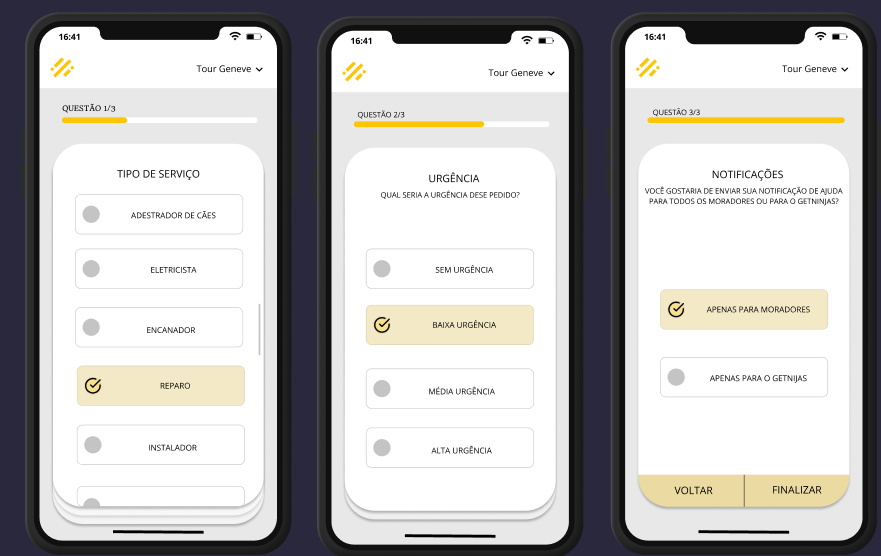 16:41
Tour Geneve
QUESTÃO 1/3
TIPO DE SERVIÇO
ADESTRADOR DE CÃES
ELETRICISTA
ENCANADOR
REPARO
INSTALADOR
16:41
Tour Geneve
QUESTÃO 2/3
URGÊNCIA
QUAL SERIA A URGÊNCIA DESE PEDIDO?
SEM URGÊNCIA
BAIXA URGÊNCIA
MÉDIA URGÊNCIA
ALTA URGÊNCIA
16:41
Tour Geneve
QUESTÃO 3/3
NOTIFICAÇÕES
VOCÊ GOSTARIA DE ENVIAR SUA NOTIFICAÇÃO DE AJUDA
PARA TODOS OS MORADORES OU PARA O GETNINJAS?
APENAS PARA MORADORES
APENAS PARA O GETNIJAS
VOLTAR
FINALIZAR